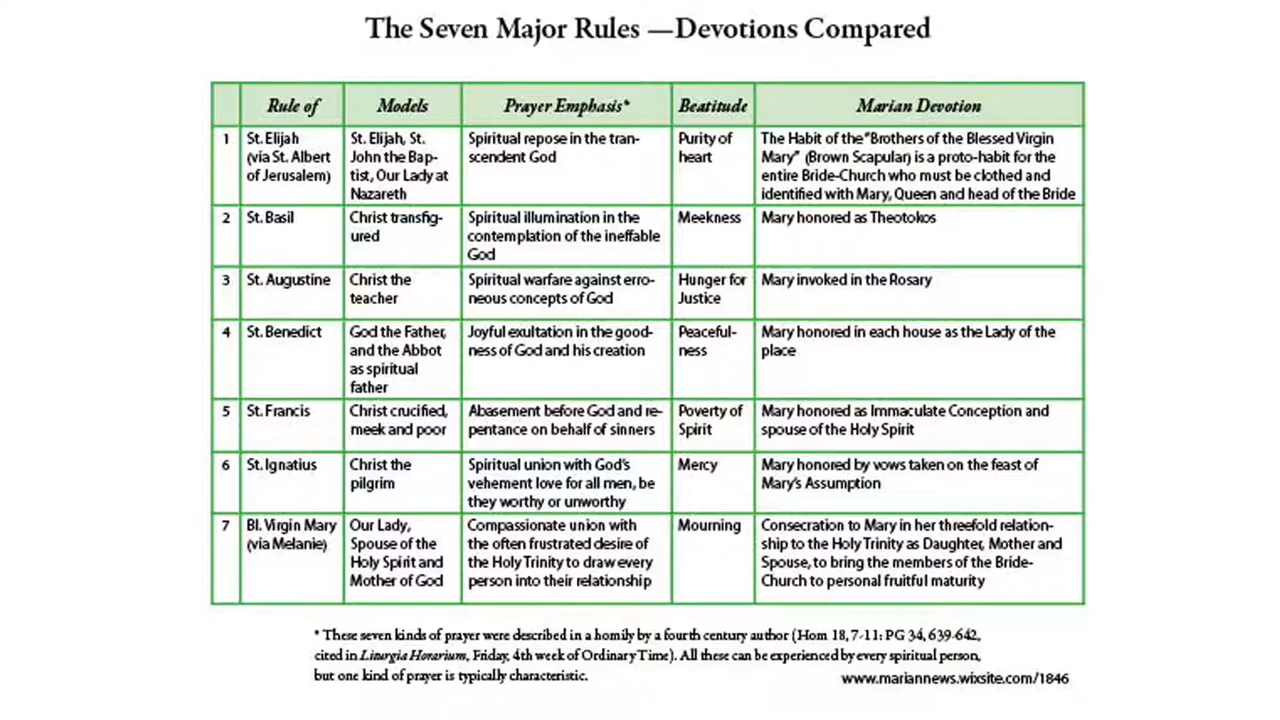 The Seven Major Rules —Devotions Compared
Rule of
Models
Prayer Emphasis*
Beatitude
Marian Devotion
1
St. Elijah
(via St. Albert
of Jerusalem)
St. Elijah, St.
John the Bap-
tist, Our Lady at
Nazareth
Spiritual repose in the tran-
scendent God
Purity of
heart
The Habit of the "Brothers of the Blessed Virgin
Mary" (Brown Scapular) is a proto-habit for the
entire Bride-Church who must be clothed and
identified with Mary, Queen and head of the Bride
2
St. Basil
Christ transfig-
ured
Spiritual illumination in the
contemplation of the ineffable
God
Meekness
Mary honored as Theotokos
3
St. Augustine
Christ the
teacher
Spiritual warfare against erro-
neous concepts of God
Hunger for
Justice
Mary invoked in the Rosary
4
St. Benedict
God the Father,
and the Abbot
as spiritual
father
Joyful exultation in the good-
ness of God and his creation
Peaceful-
ness
Mary honored in each house as the Lady of the
place
5
St. Francis
Christ crucified,
meek and poor
Abasement before God and re-
pentance on behalf of sinners
Poverty of
Spirit
Mary honored as Immaculate Conception and
spouse of the Holy Spirit
6
St. Ignatius
Christ the
pilgrim
Spiritual union with God's
vehement love for all men, be
they worthy or unworthy
Mercy
Mary honored by vows taken on the feast of
Mary's Assumption
7
Bl. Virgin Mary
(via Melanie)
Our Lady,
Spouse of the
Holy Spirit and
Mother of God
Compassionate union with
the often frustrated desire of
the Holy Trinity to draw every
person into their relationship
Mourning
Consecration to Mary in her threefold relation-
ship to the Holy Trinity as Daughter, Mother and
Spouse, to bring the members of the Bride-
Church to personal fruitful maturity
* These seven kinds of prayer were described in a homily by a fourth century author (Hom 18, 7-11: PG 34, 639-642,
cited in Liturgia Horarium, Friday, 4th week of Ordinary Time). All these can be experienced by every spiritual person,
but one kind of prayer is typically characteristic.
www.mariannews.wixsite.com/1846